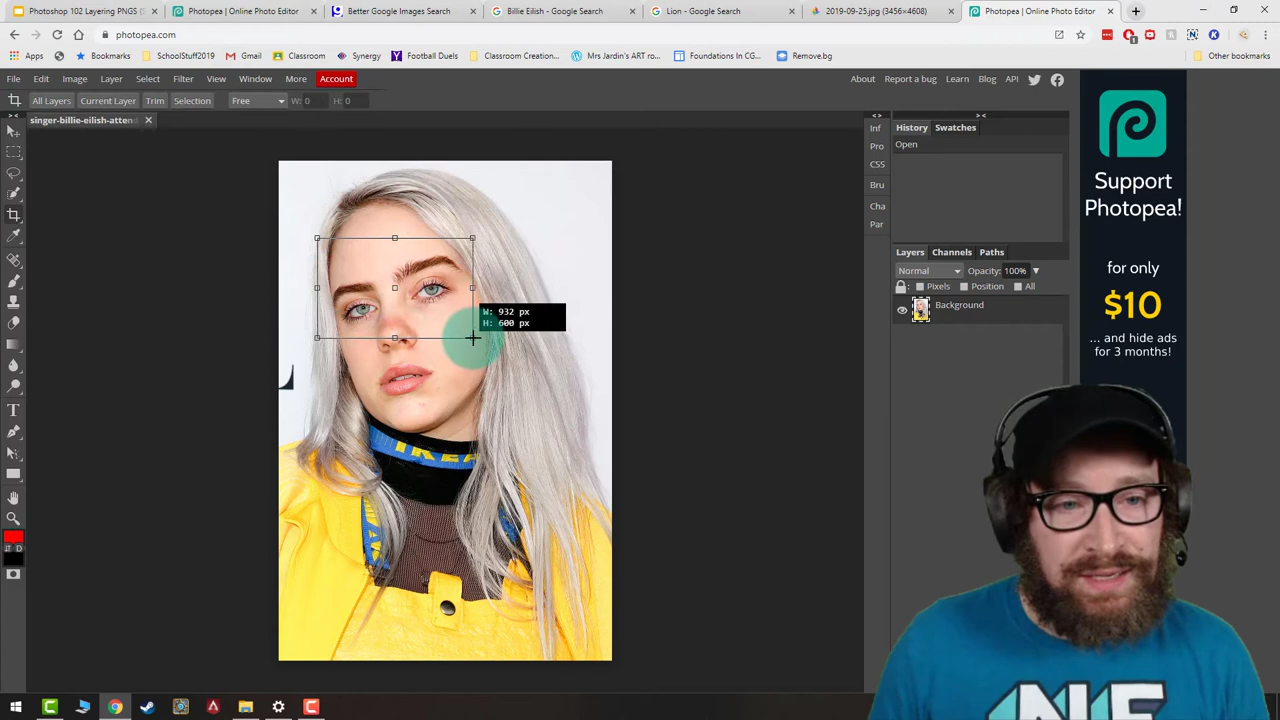 Photoshop 102 Layering PNGS
Photopea | Online Photo Editor
Better Google Images Search
Billie Eilish - Google Search
Lion - Google Search
2019-09-25.jpg (3456×4608)
Photopea | Online Photo Editor
photopea.com
Apps
SchoolStuff2019
Gmail
Classroom
Synergy
Football Duels
Classroom Creation...
Mrs Jardin's ART ro...
Foundations In CG...
Remove.bg
Other bookmarks
File Edit Image Layer Select Filter View Window More Account
About Report a bug Learn Blog API
All Layers Current Layer Trim Selection Free W: 0 H: 0
singer-billie-eilish-attend
Inf
Pro
CSS
Bru
Cha
Par
History Swatches
Open
Layers Channels Paths
Normal Opacity: 100%
Pixels Position All
Background
W: 932 px
H: 600 px
IKEA
Support
Photopea!
for only
$10
... and hide ads
for 3 months!